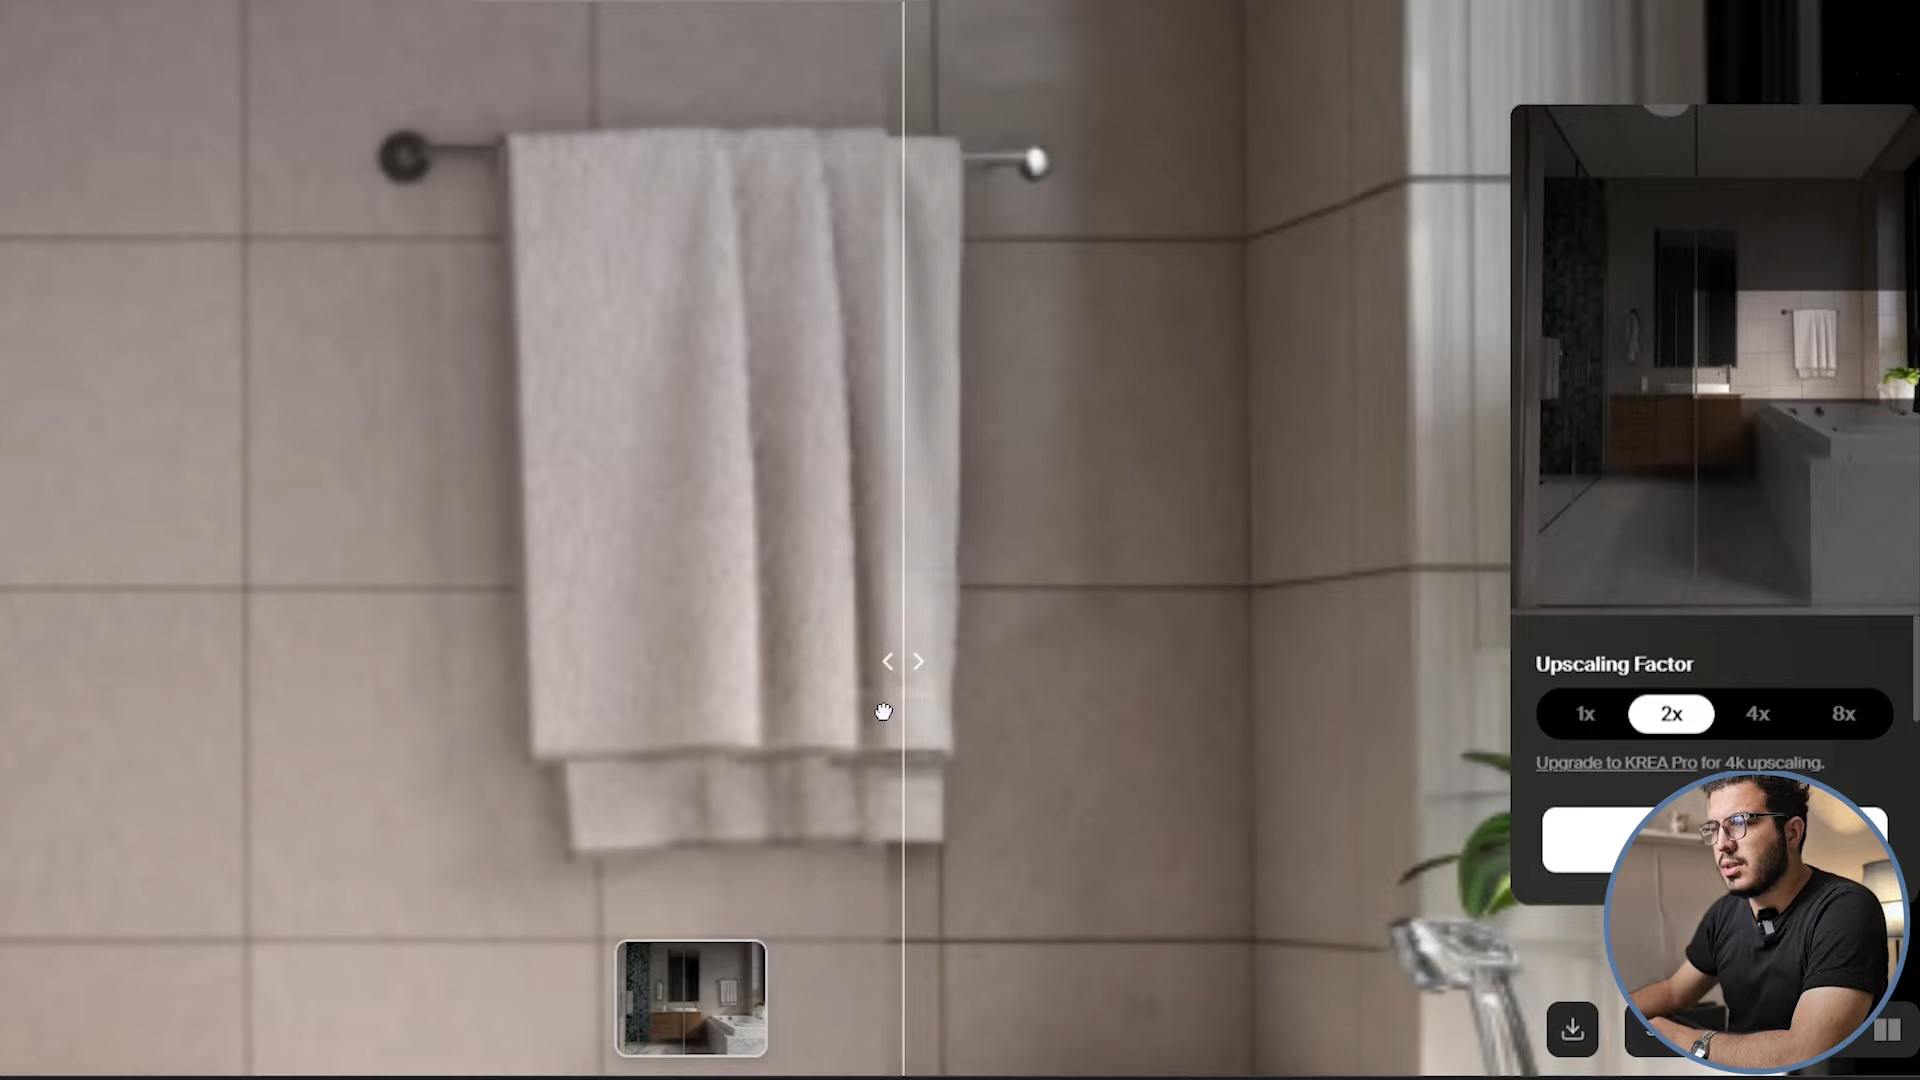 Upscaling Factor
1x 2x 4x 8x
Upgrade to KREA Pro for 4k upscaling.